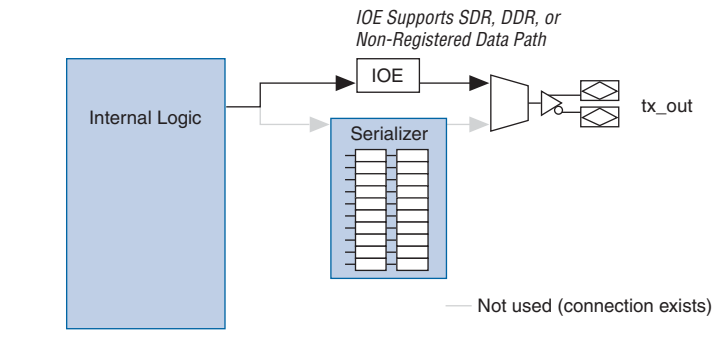 IOE Supports SDR, DDR, or
Non-Registered Data Path
IOE
Internal Logic
tx_out
Serializer
Not used (connection exists)